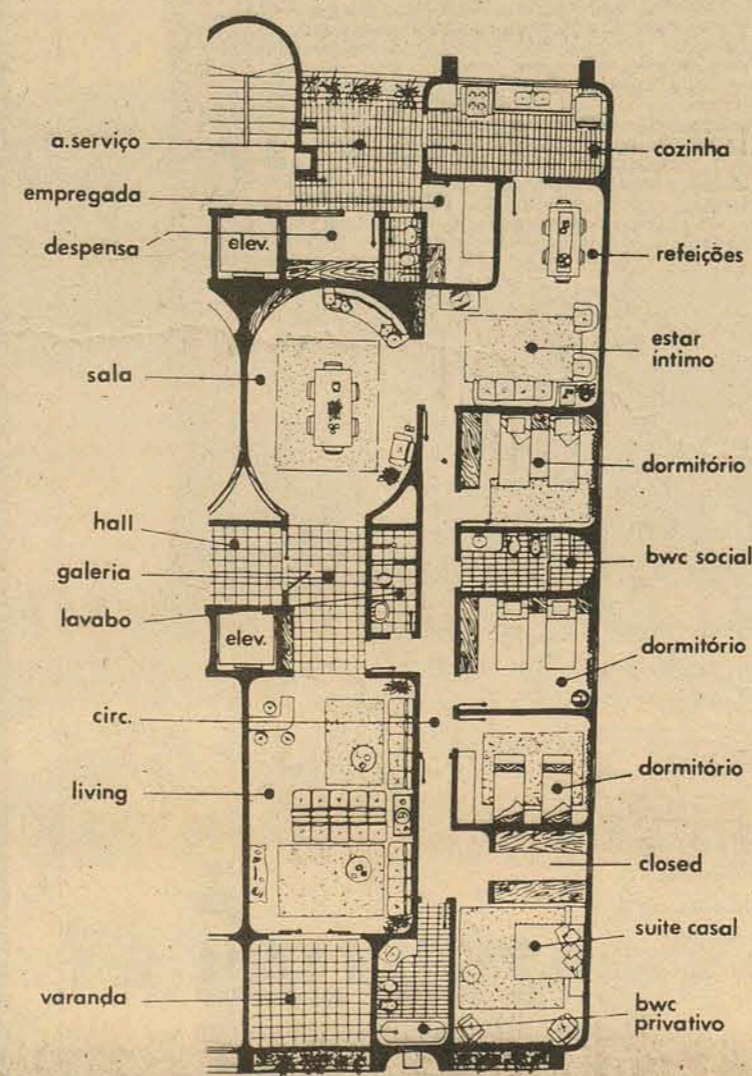 a.serviço
empregada
despensa
elev.
sala
hall
galeria
lavabo
elev.
circ.
living
varanda
cozinha
refeições
estar
íntimo
dormitório
bwc social
dormitório
dormitório
closed
suite casal
bwc
privativo